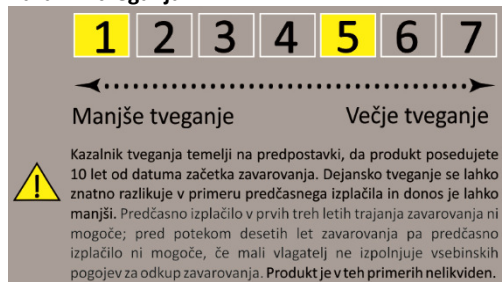 1 2 3 4 5 6 7
Manjše tveganje Večje tveganje
Kazalnik tveganja temelji na predpostavki, da produkt posedujete
10 let od datuma začetka zavarovanja. Dejansko tveganje se lahko
znatno razlikuje v primeru predčasnega izplačila in donos je lahko
manjši. Predčasno izplačilo v prvih treh letih trajanja zavarovanja ni
mogoče; pred potekom desetih let zavarovanja pa predčasno
izplačilo ni mogoče, če mali vlagatelj ne izpolnjuje vsebinskih
pogojev za odkup zavarovanja. Produkt je v teh primerih nelikviden.